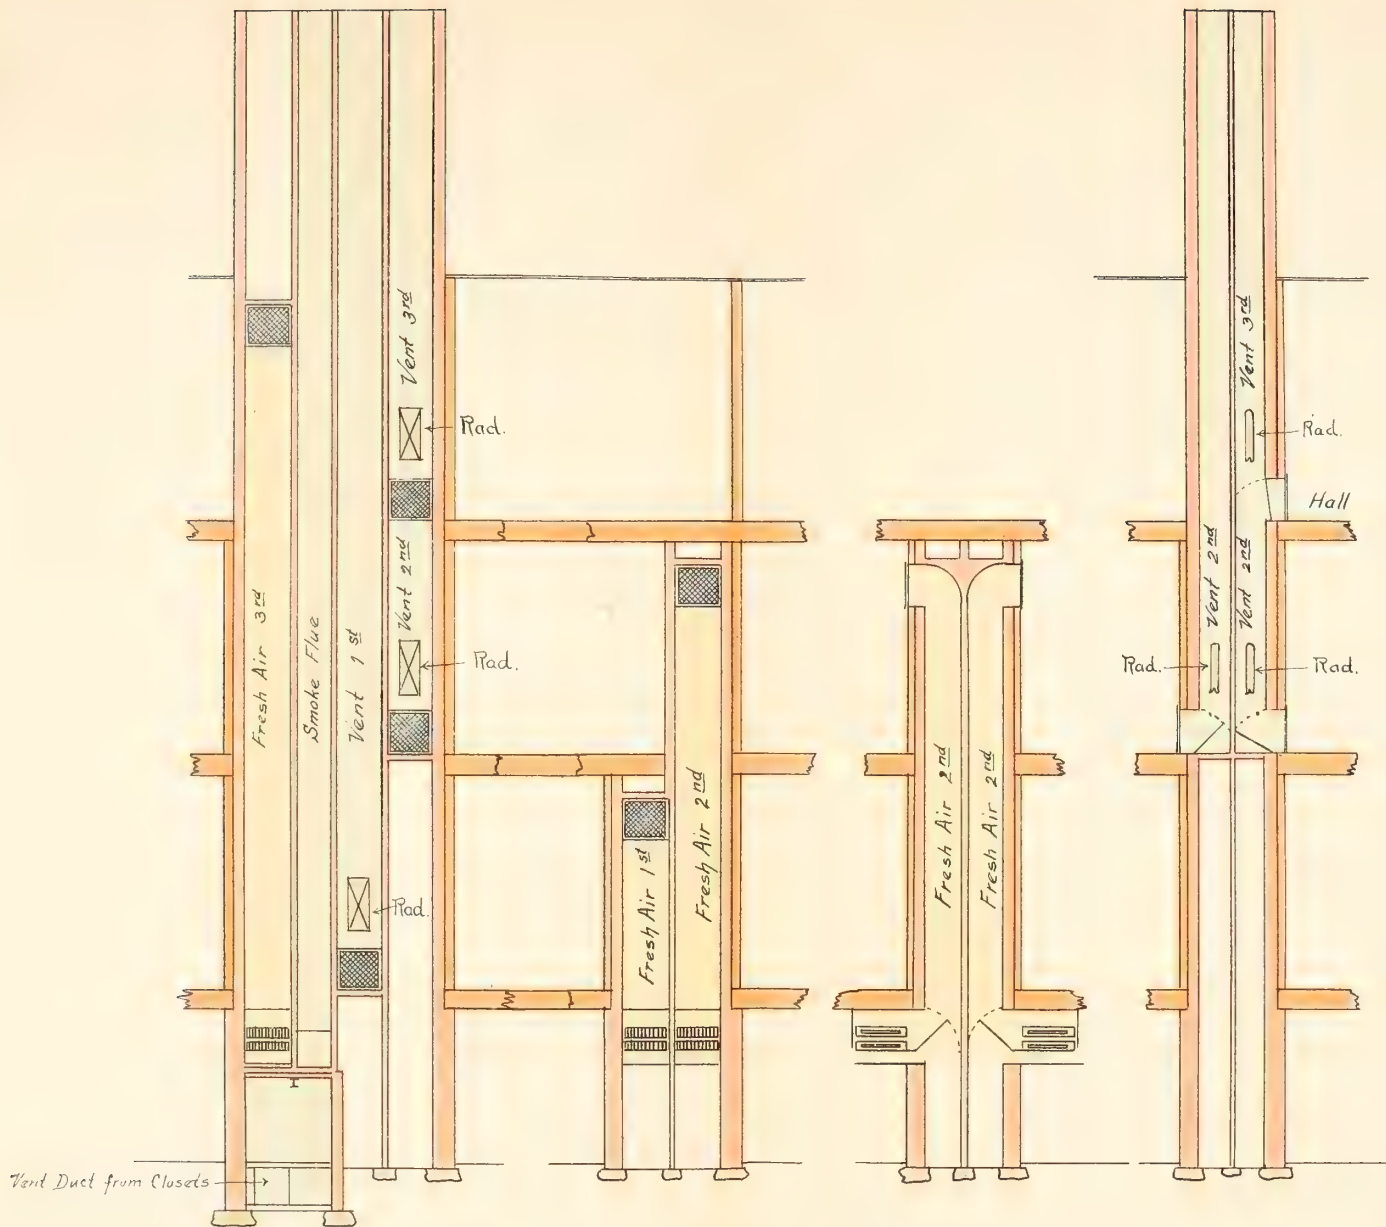 Fresh Air 3rd
Smoke Flue
Vent 1st
Vent 3rd
Rad.
Vent 2nd
Rad.
Rad.
Vent Duct from Closets
Fresh Air 1st
Fresh Air 2nd
Fresh Air 2nd
Fresh Air 2nd
Vent 3rd
Rad.
Hall
Vent 2nd
Vent 2nd
Rad.
Rad.